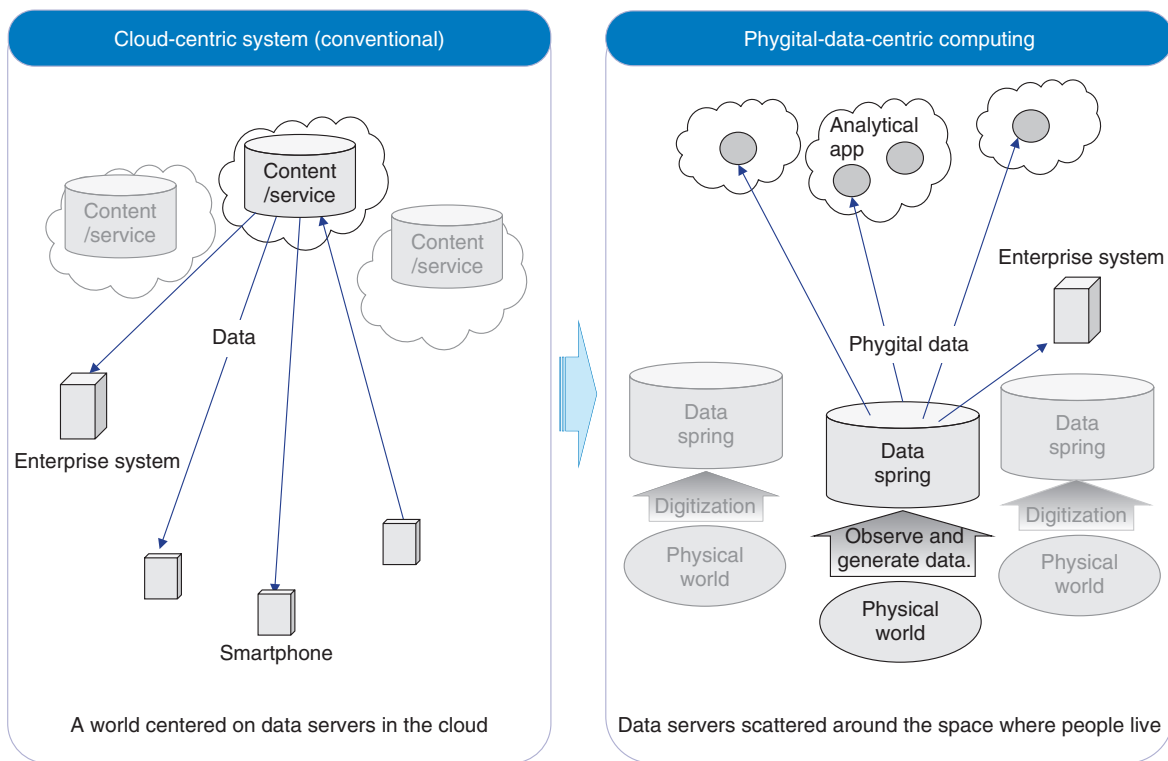 Cloud-centric system (conventional)
Content
/service
Content
/service
Content
/service
Data
Enterprise system
Smartphone
A world centered on data servers in the cloud
Phygital-data-centric computing
Analytical
app
Enterprise system
Phygital data
Data
spring
Data
spring
Data
spring
Digitization
Observe and
generate data.
Digitization
Physical
world
Physical
world
Physical
world
Data servers scattered around the space where people live